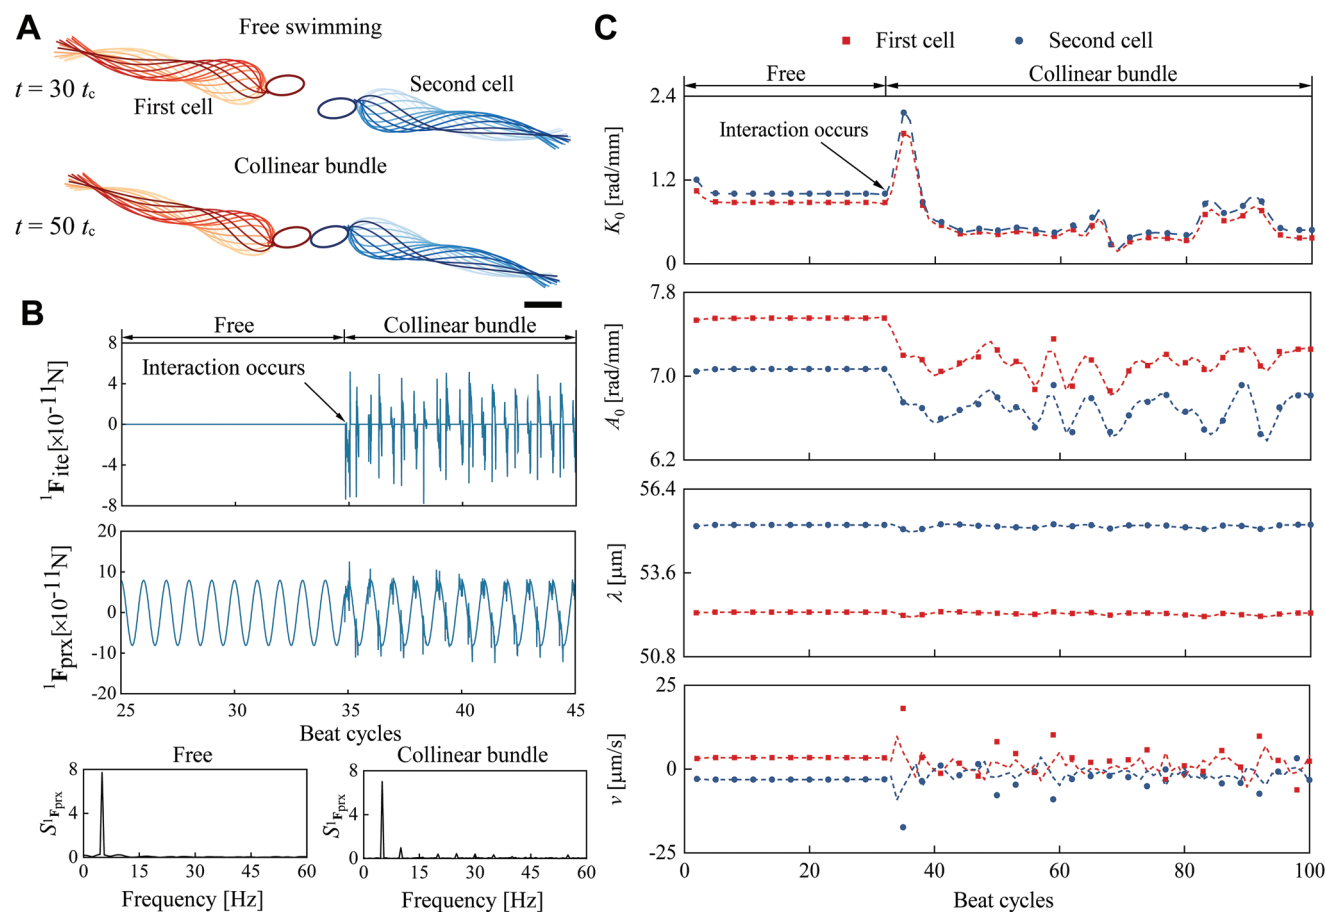 A
Free swimming
t = 30 tc
First cell
Second cell
Collinear bundle
t = 50 tc
B
Free
Collinear bundle
Interaction occurs
8
4
0
-4
-8
¹Fite[×10⁻¹¹N]
20
10
0
-10
-20
¹Fprx[×10⁻¹¹N]
25
30
35
40
45
Beat cycles
Free
8
4
0
S¹Fprx
0
15
30
45
60
Frequency [Hz]
Collinear bundle
8
4
0
S¹Fprx
0
15
30
45
60
Frequency [Hz]
C
First cell
Second cell
Free
Collinear bundle
Interaction occurs
2.4
1.2
0
K₀ [rad/mm]
7.8
7.0
6.2
A₀ [rad/mm]
56.4
53.6
50.8
λ [μm]
25
0
-25
v [μm/s]
0
20
40
60
80
100
Beat cycles